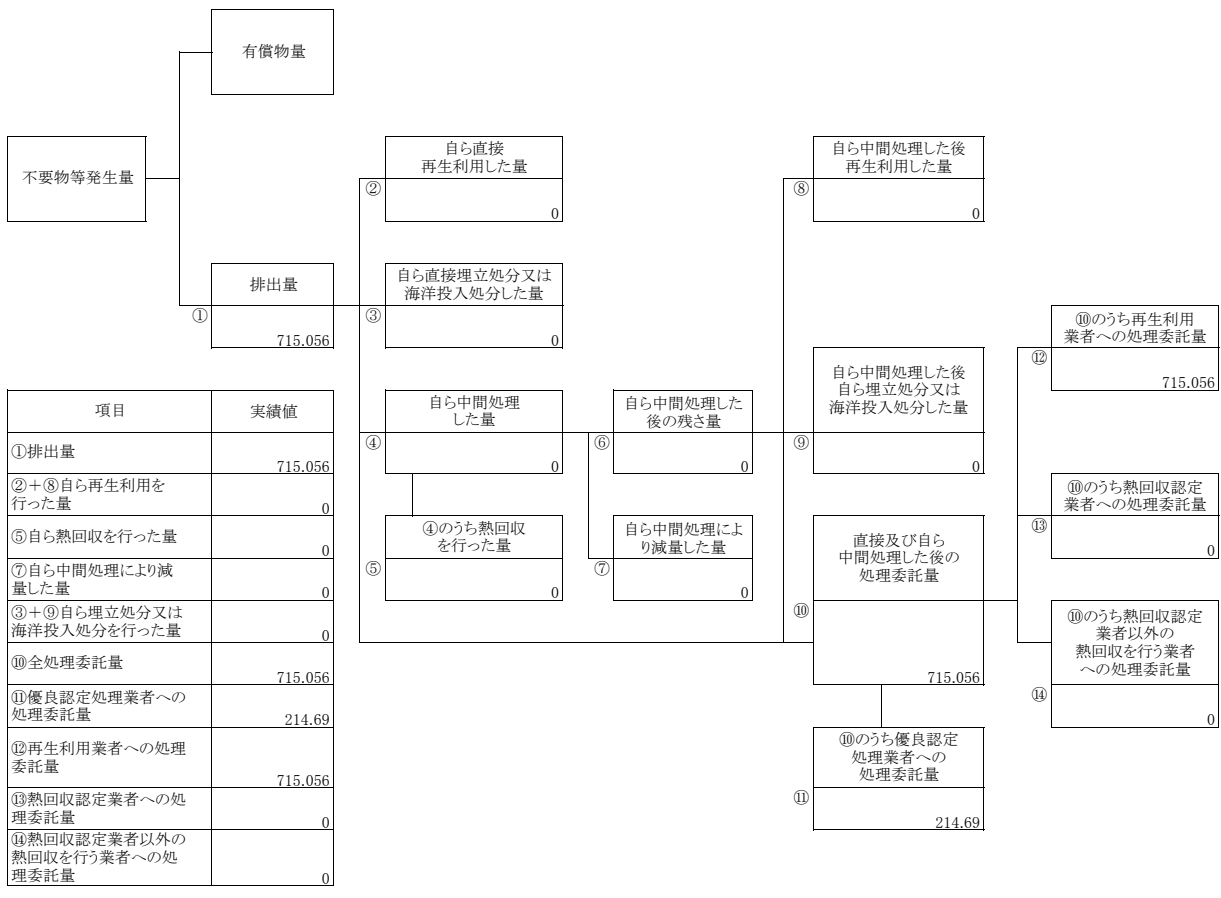 有償物量
不要物等発生量
排出量
①
715.056
自ら直接
再生利用した量
②
0
自ら直接埋立処分又は
海洋投入処分した量
③
0
自ら中間処理
した量
④
0
④のうち熱回収
を行った量
⑤
0
自ら中間処理した
後の残さ量
⑥
0
自ら中間処理によ
り減量した量
⑦
0
自ら中間処理した後
再生利用した量
⑧
0
自ら中間処理した後
自ら埋立処分又は
海洋投入処分した量
⑨
0
直接及び自ら
中間処理した後の
処理委託量
⑩
715.056
⑩のうち優良認定
処理業者への
処理委託量
⑪
214.69
⑩のうち再生利用
業者への処理委託量
⑫
715.056
⑩のうち熱回収認定
業者への処理委託量
⑬
0
⑩のうち熱回収認定
業者以外の
熱回収を行う業者
への処理委託量
⑭
0
項目 実績値
①排出量
715.056
②+⑧自ら再生利用を
行った量
0
⑤自ら熱回収を行った量
0
⑦自ら中間処理により減
量した量
0
③+⑨自ら埋立処分又は
海洋投入処分を行った量
0
⑩全処理委託量
715.056
⑪優良認定処理業者への
処理委託量
214.69
⑫再生利用業者への処理
委託量
715.056
⑬熱回収認定業者への処
理委託量
0
⑭熱回収認定業者以外の
熱回収を行う業者への処
理委託量
0